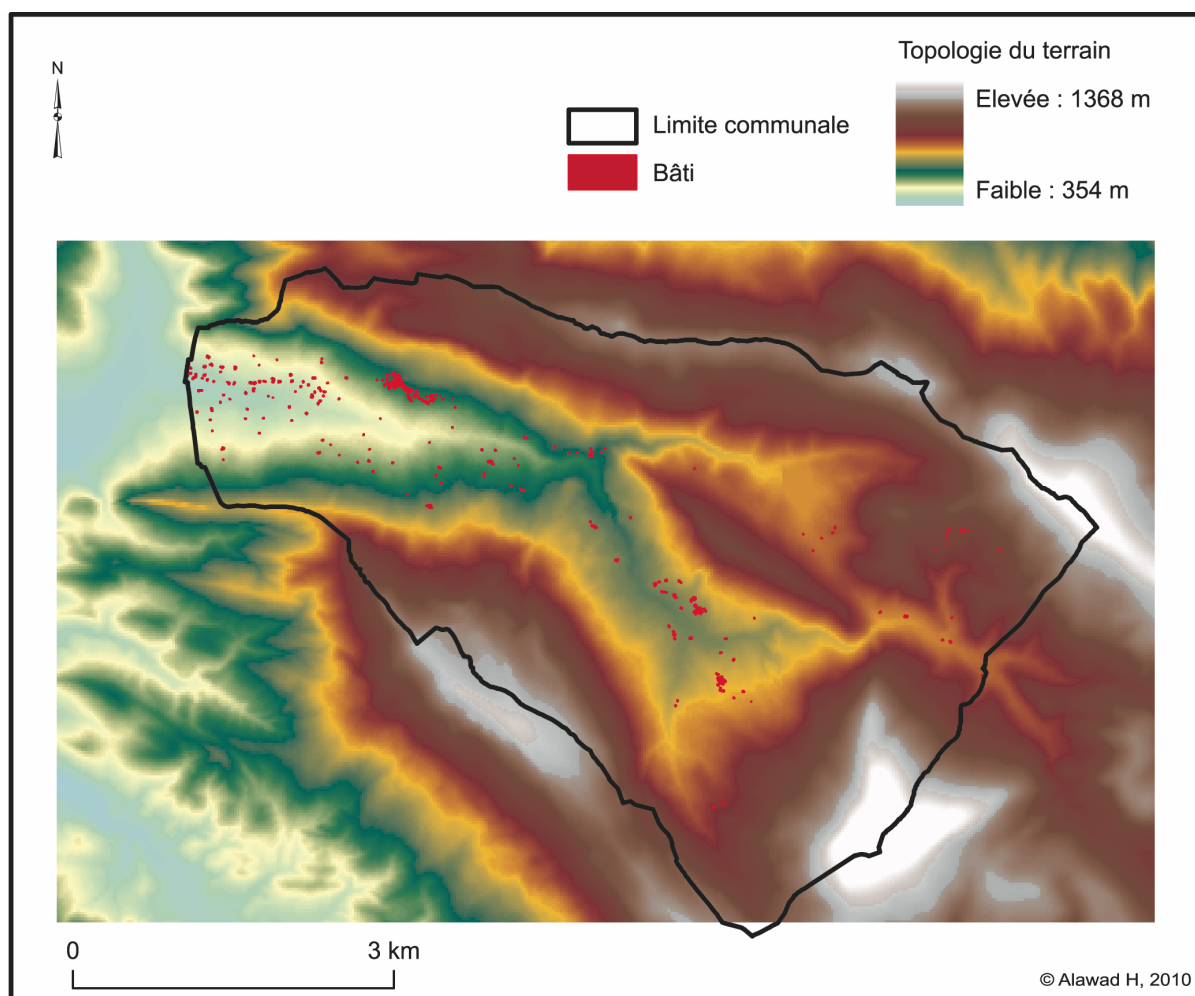 Topologie du terrain
N
Elevée : 1368 m
Limite communale
Bâti
Faible : 354 m
0 3 km
© Alawad H, 2010